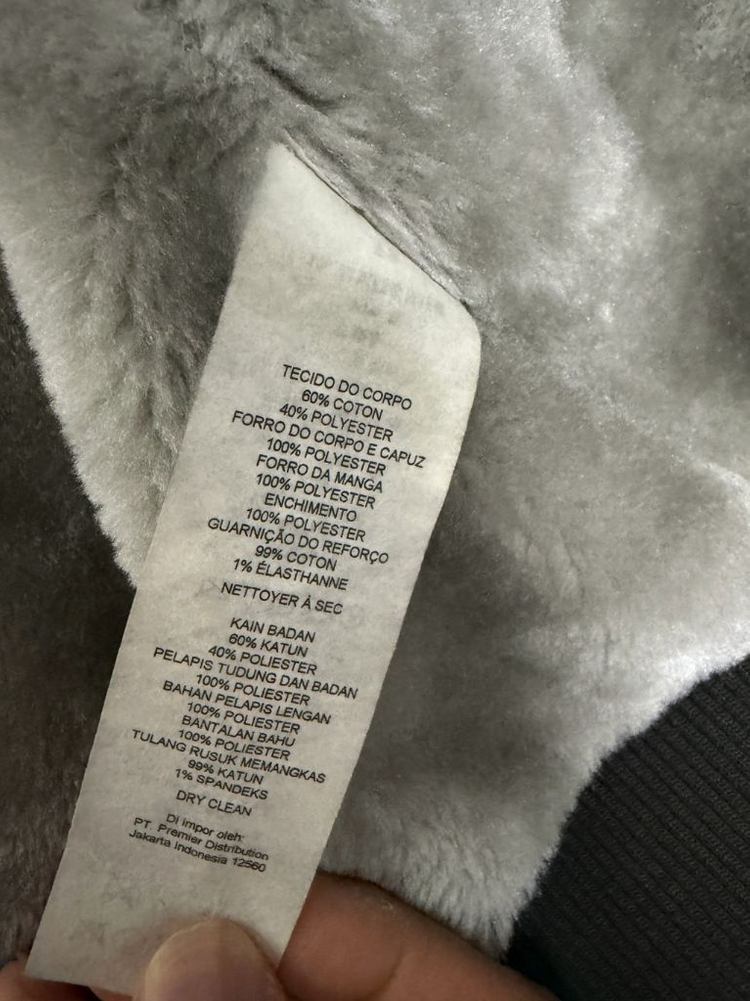 TECIDO DO CORPO
60% COTON
40% POLYESTER
FORRO DO CORPO E CAPUZ
100% POLYESTER
FORRO DA MANGA
100% POLYESTER
ENCHIMENTO
100% POLYESTER
GUARNIÇÃO DO REFORÇO
99% COTON
1% ÉLASTHANNE
NETTOYER À SEC
KAIN BADAN
60% KATUN
40% POLIESTER
PELAPIS TUDUNG DAN BADAN
100% POLIESTER
BAHAN PELAPIS LENGAN
100% POLIESTER
BANTALAN BAHU
100% POLIESTER
TULANG RUSUK MEMANGKAS
99% KATUN
1% SPANDEKS
DRY CLEAN
Di impor oleh:
PT. Premier Distribution
Jakarta Indonesia 12560